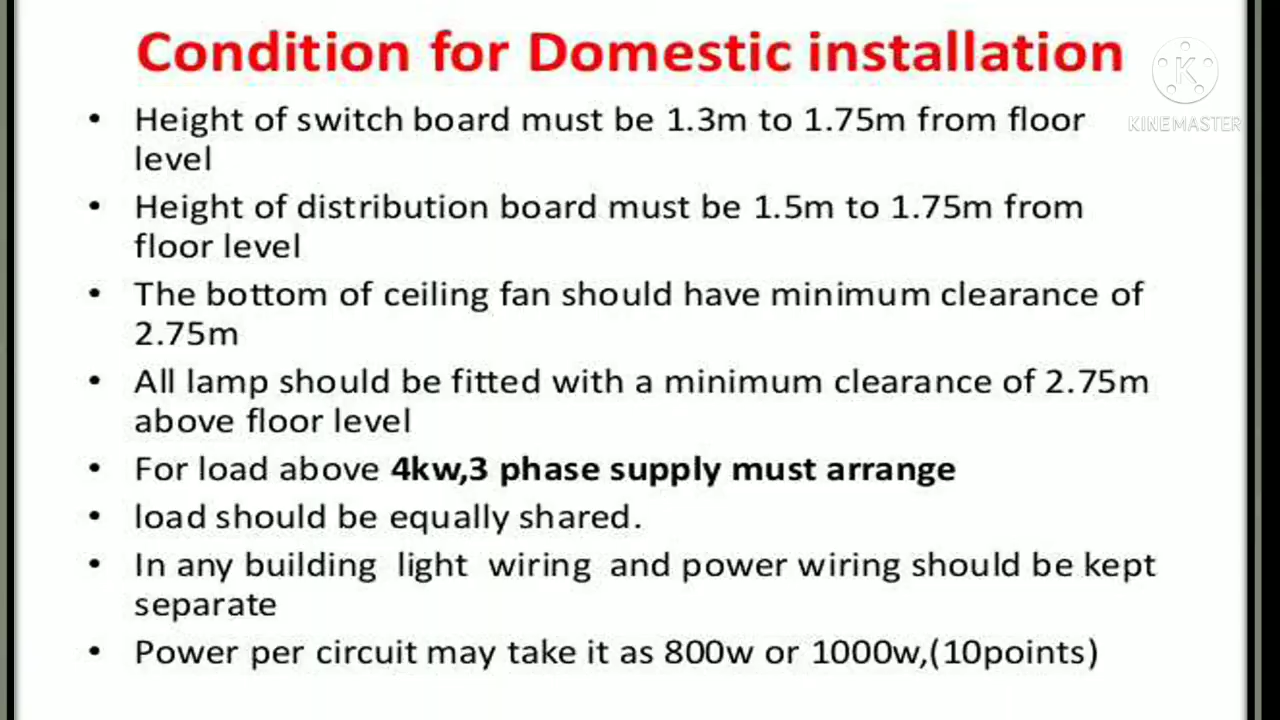 Condition for Domestic installation
• Height of switch board must be 1.3m to 1.75m from floor
level
• Height of distribution board must be 1.5m to 1.75m from
floor level
• The bottom of ceiling fan should have minimum clearance of
2.75m
• All lamp should be fitted with a minimum clearance of 2.75m
above floor level
• For load above 4kw,3 phase supply must arrange
• load should be equally shared.
• In any building light wiring and power wiring should be kept
separate
• Power per circuit may take it as 800w or 1000w,(10points)
K
KINEMASTER